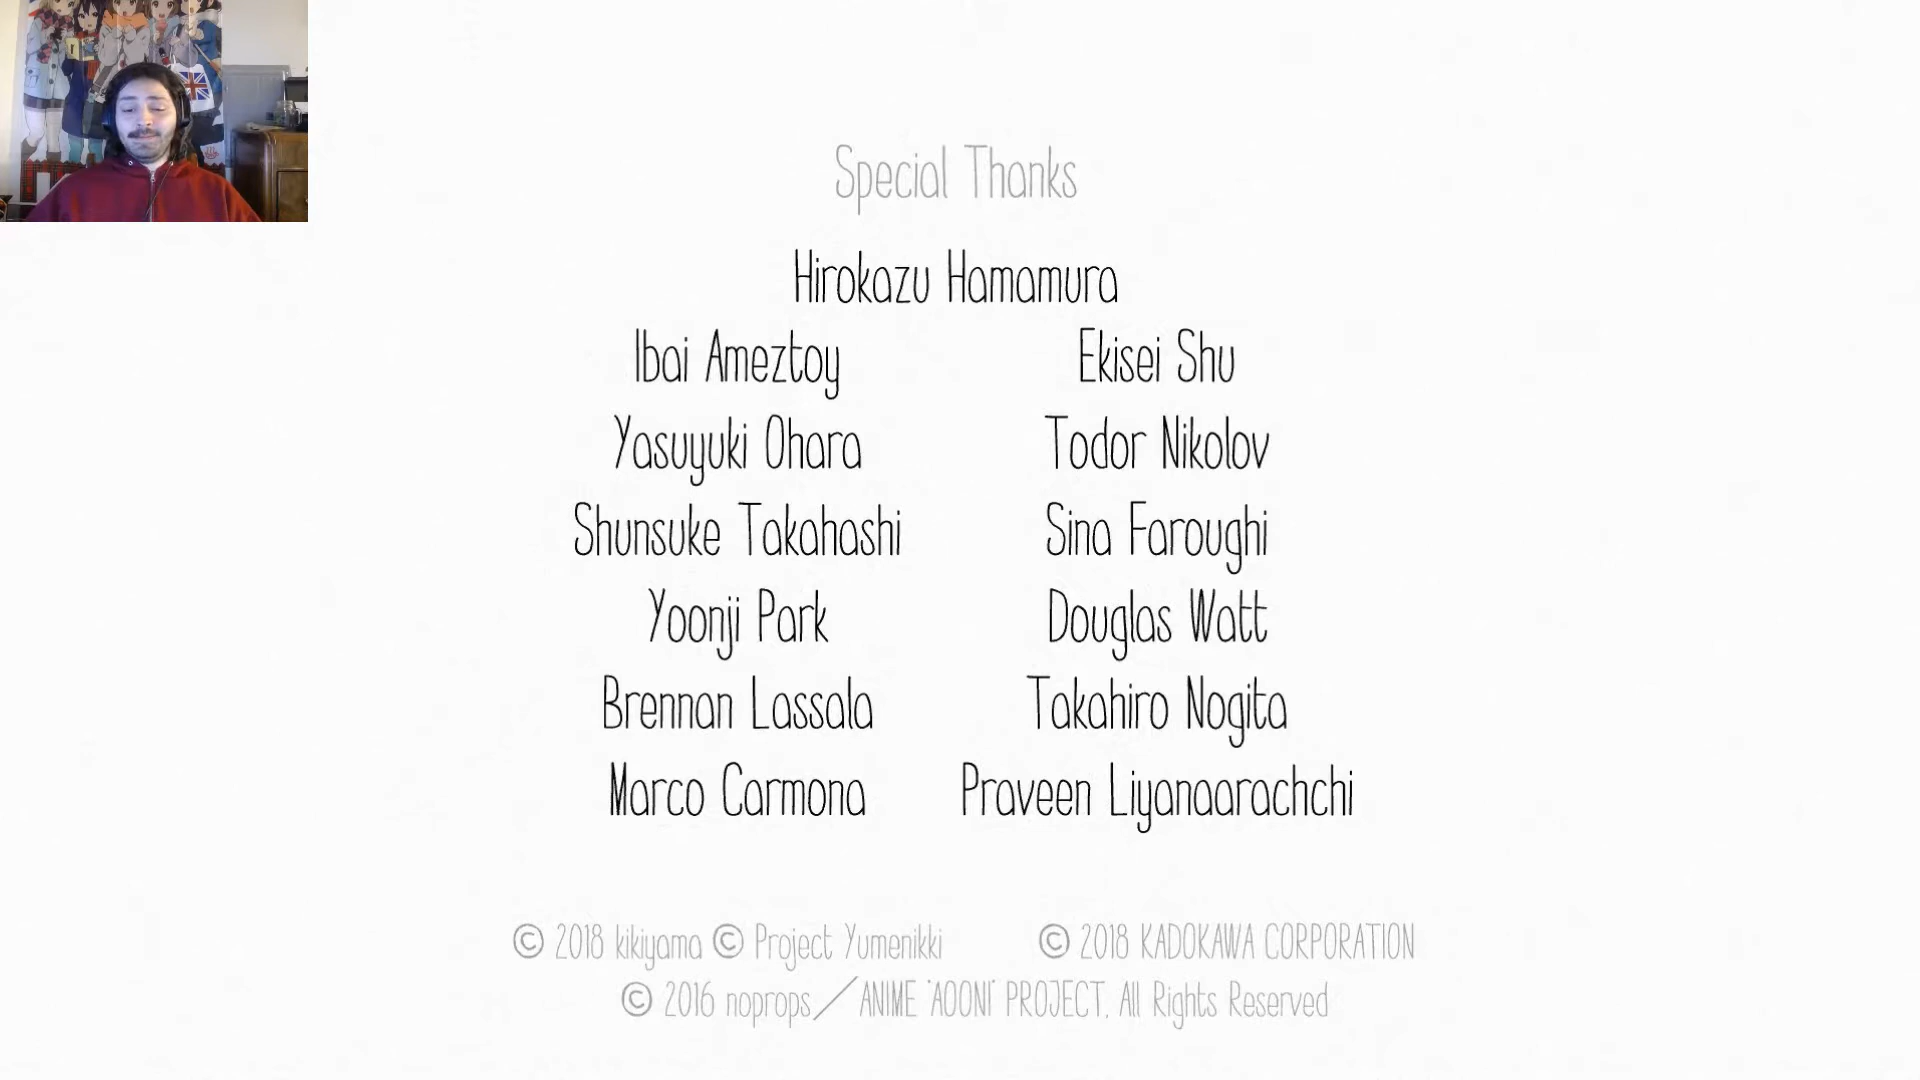 Special Thanks
Hirokazu Hamamura
Ibai Ameztoy Ekisei Shu
Yasuyuki Ohara Todor Nikolov
Shunsuke Takahashi Sina Faroughi
Yoonji Park Douglas Watt
Brennan Lassala Takahiro Nogita
Marco Carmona Praveen Liyanaarachchi
© 2018 kikiyama © Project Yumenikki © 2018 KADOKAWA CORPORATION
© 2016 noprops／ANIME "AOONI" PROJECT. All Rights Reserved